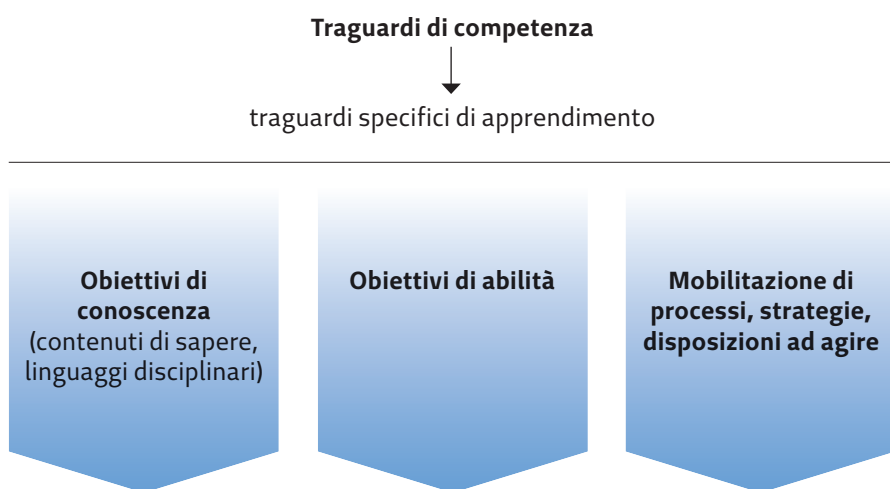 Traguardi di competenza
traguardi specifici di apprendimento
Obiettivi di
conoscenza
(contenuti di sapere,
linguaggi disciplinari)
Obiettivi di abilità
Mobilitazione di
processi, strategie,
disposizioni ad agire